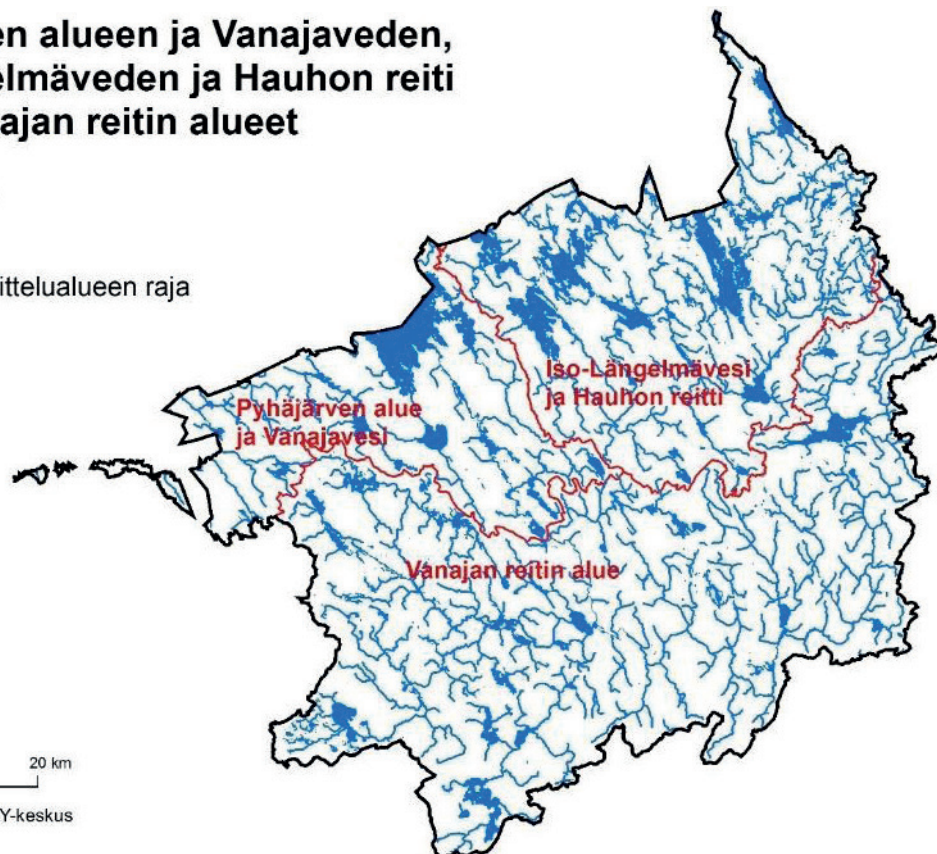 en alueen ja Vanajaveden,
elmäveden ja Hauhon reiti
ajan reitin alueet
ittelualueen raja
Iso-Längelmävesi
ja Hauhon reitti
Pyhäjärven alue
ja Vanajavesi
Vanajan reitin alue
20 km
Y-keskus